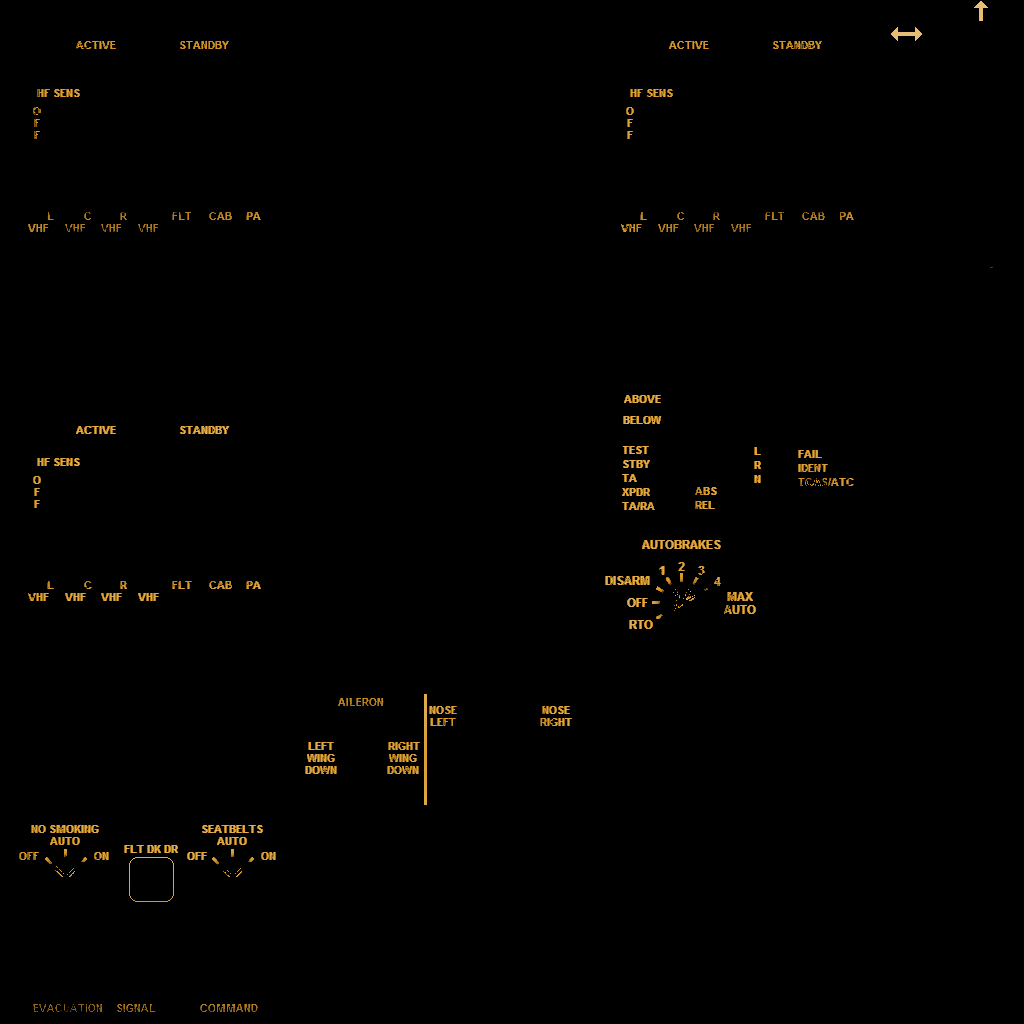 ACTIVE STANDBY
HF SENS
O
F
F
L C R FLT CAB PA
VHF VHF VHF VHF
ACTIVE STANDBY
HF SENS
O
F
F
L C R FLT CAB PA
VHF VHF VHF VHF
ACTIVE STANDBY
HF SENS
O
F
F
L C R FLT CAB PA
VHF VHF VHF VHF
ABOVE
BELOW
TEST
STBY
TA
XPDR
TA/RA
ABS
REL
L
R
N
FAIL
IDENT
TCAS/ATC
AUTOBRAKES
1 2 3 4
DISARM
OFF
RTO
MAX
AUTO
AILERON
LEFT
WING
DOWN
RIGHT
WING
DOWN
NOSE
LEFT
NOSE
RIGHT
NO SMOKING
AUTO
OFF ON
FLT DK DR
SEATBELTS
AUTO
OFF ON
EVACUATION SIGNAL COMMAND